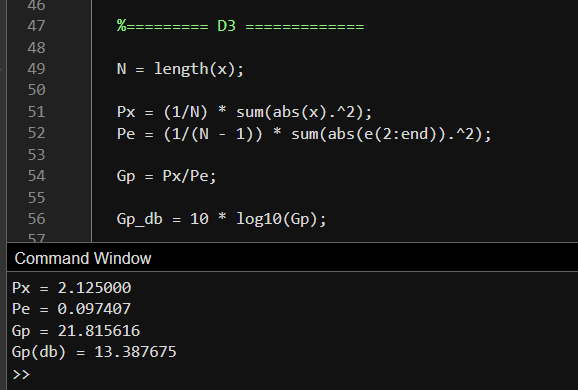 46
47 %========= D3 =============
48
49 N = length(x);
50
51 Px = (1/N) * sum(abs(x).^2);
52 Pe = (1/(N - 1)) * sum(abs(e(2:end)).^2);
53
54 Gp = Px/Pe;
55
56 Gp_db = 10 * log10(Gp);
57
Command Window
Px = 2.125000
Pe = 0.097407
Gp = 21.815616
Gp(db) = 13.387675
>>